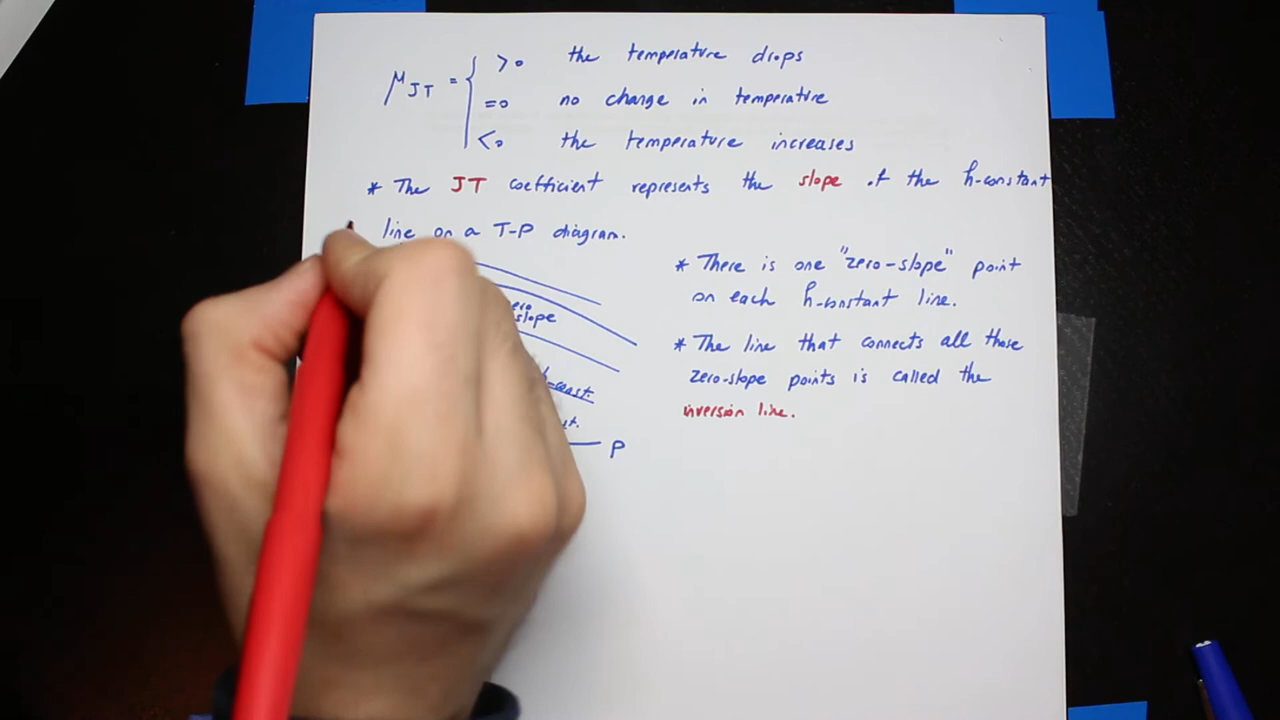 μJT = { >0 the temperature drops
=0 no change in temperature
<0 the temperature increases
* The JT coefficient represents the slope of the h-constant
line on a T-P diagram.
* There is one "zero-slope" point
on each h-constant line.
* The line that connects all those
zero-slope points is called the
inversion line.
slope
P